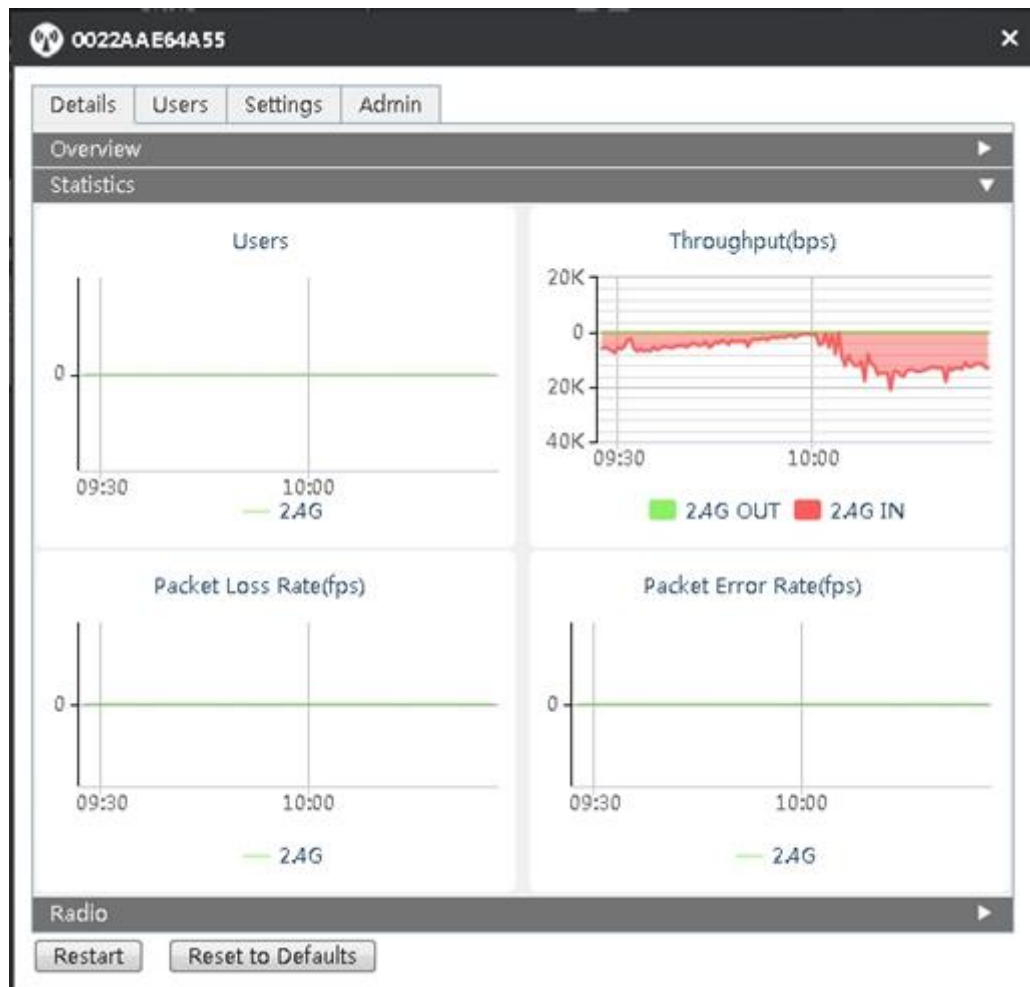 0022AAE64A55
Details Users Settings Admin
Overview
Statistics
Users
0
09:30 10:00
2.4G
Throughput(bps)
20K
0
20K
40K
09:30 10:00
2.4G OUT 2.4G IN
Packet Loss Rate(fps)
0
09:30 10:00
2.4G
Packet Error Rate(fps)
0
09:30 10:00
2.4G
Radio
Restart Reset to Defaults